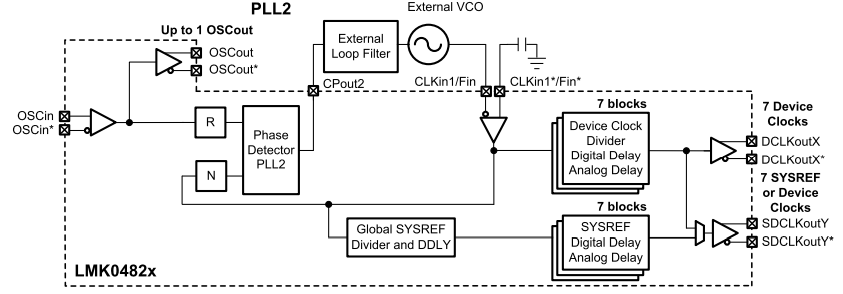 PLL2
External VCO
Up to 1 OSCout
OSCout
OSCout*
External
Loop Filter
CPout2
CLKin1/Fin
CLKin1*/Fin*
OSCin
OSCin*
R
N
Phase
Detector
PLL2
7 blocks
Device Clock
Divider
Digital Delay
Analog Delay
7 Device
Clocks
DCLKoutX
DCLKoutX*
7 SYSREF
or Device
Clocks
7 blocks
Global SYSREF
Divider and DDLY
SYSREF
Digital Delay
Analog Delay
SDCLKoutY
SDCLKoutY*
LMK0482x